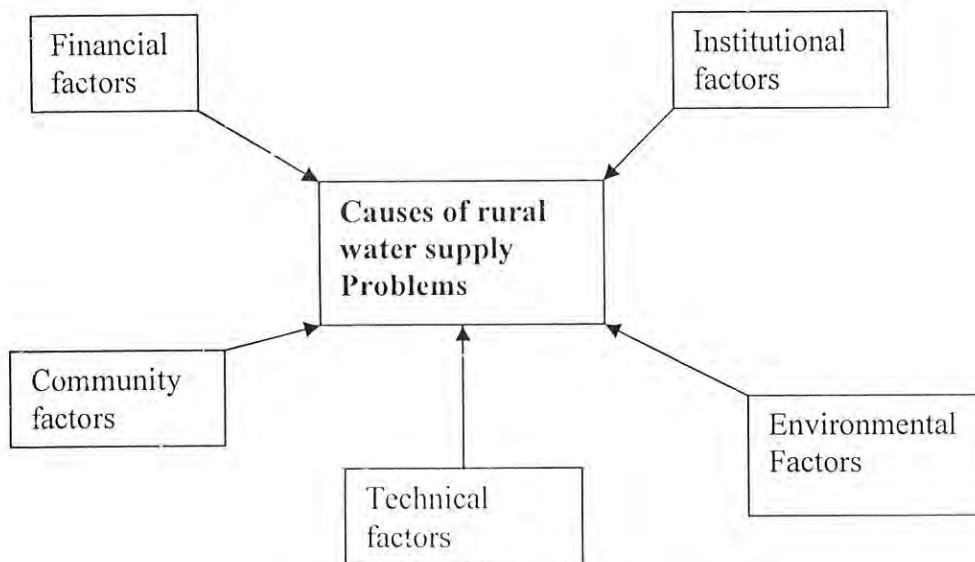 Financial
factors
Institutional
factors
Causes of rural
water supply
Problems
Community
factors
Environmental
Factors
Technical
factors